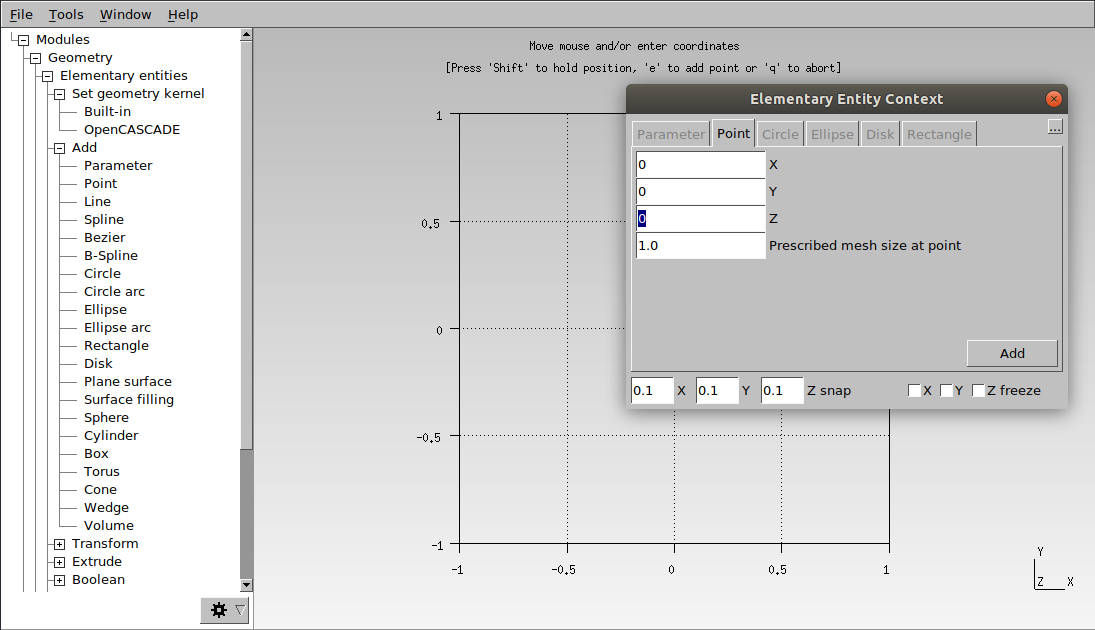 File Tools Window Help
Modules
Geometry
Elementary entities
Set geometry kernel
Built-in
OpenCASCADE
Add
Parameter
Point
Line
Spline
Bezier
B-Spline
Circle
Circle arc
Ellipse
Ellipse arc
Rectangle
Disk
Plane surface
Surface filling
Sphere
Cylinder
Box
Torus
Cone
Wedge
Volume
Transform
Extrude
Boolean
Move mouse and/or enter coordinates
[Press 'Shift' to hold position, 'e' to add point or 'q' to abort]
1
0.5
0
-0.5
-1
-1 -0.5 0 0.5 1
Y
Z X
Elementary Entity Context
Parameter Point Circle Ellipse Disk Rectangle ...
0 X
0 Y
0 Z
1.0 Prescribed mesh size at point
Add
0.1 X 0.1 Y 0.1 Z snap X Y Z freeze